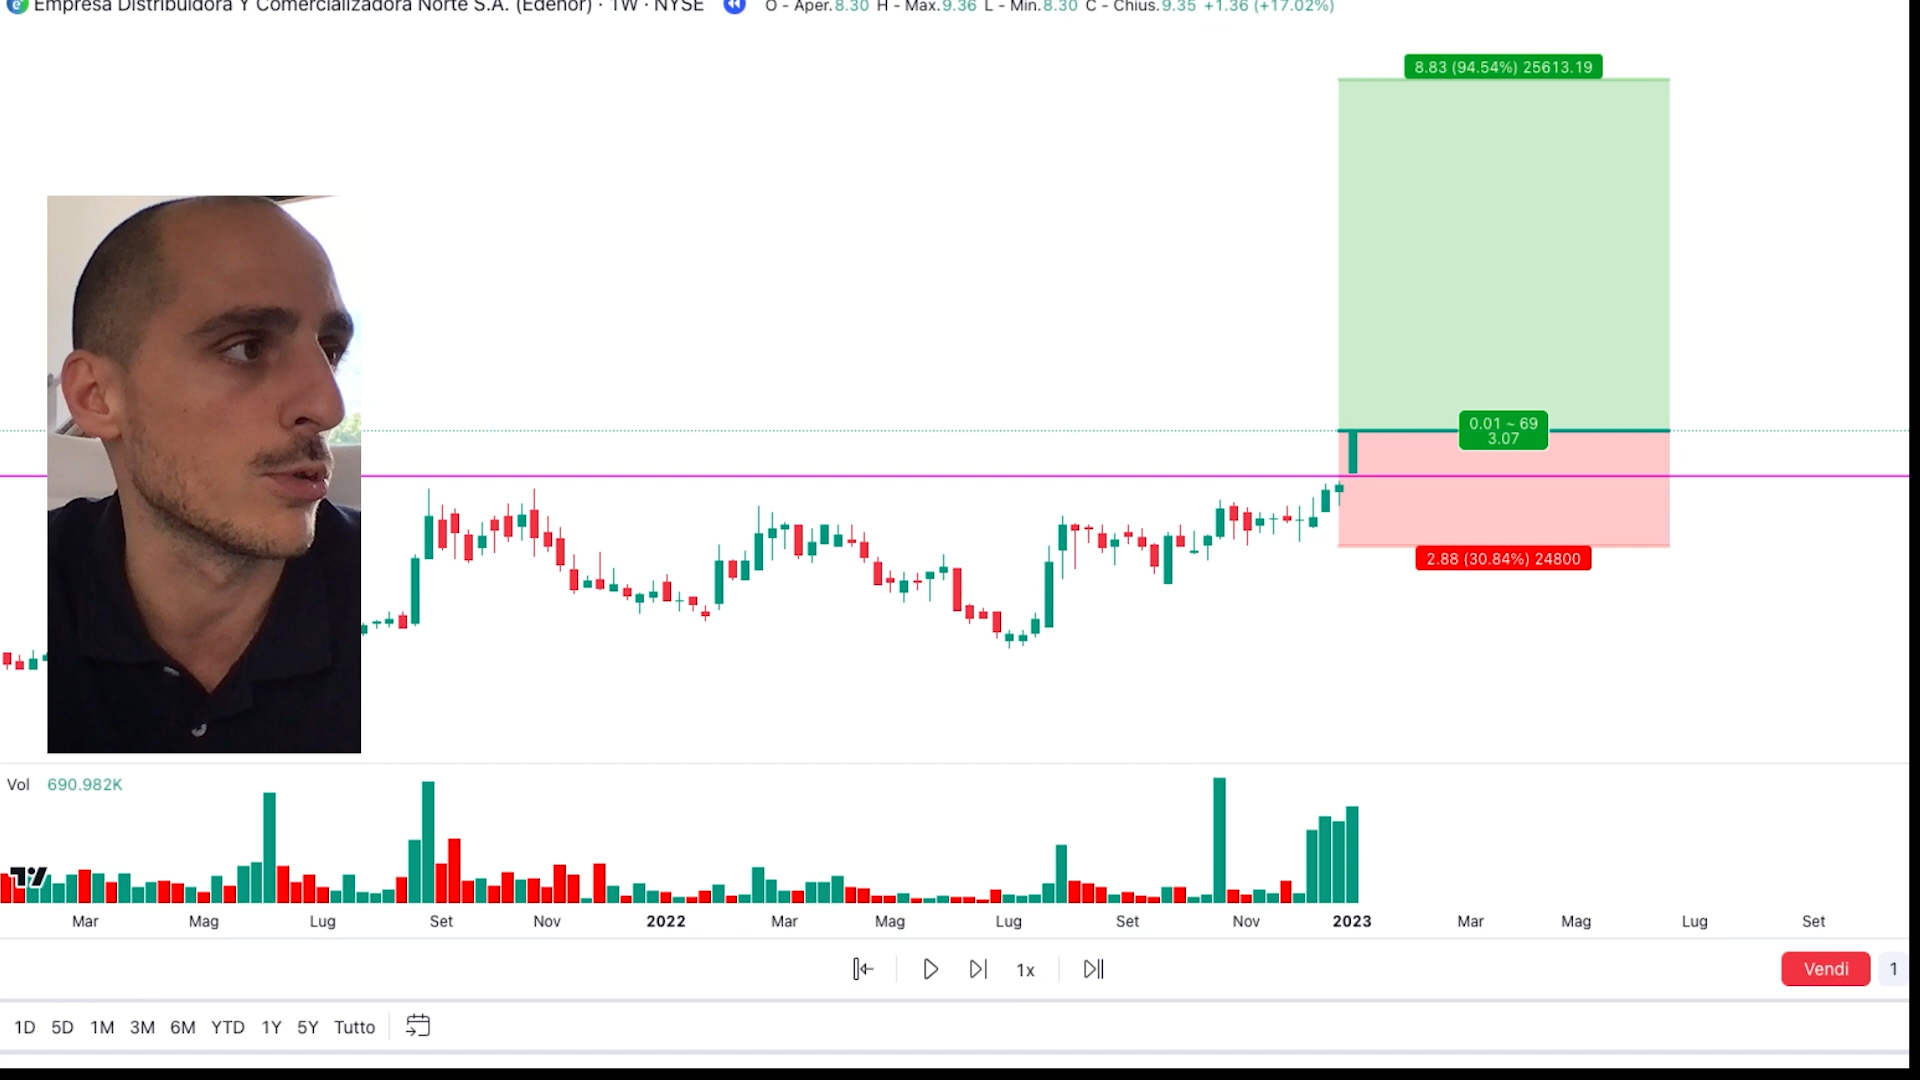 Empresa Distribuidora Y Comercializadora Norte S.A. (Edenor) · 1W · NYSE O - Aper.8.30 H - Max.9.36 L - Min.8.30 C - Chius.9.35 +1.36 (+17.02%)
8.83 (94.54%) 25613.19
0.01 ~ 69
3.07
2.88 (30.84%) 24800
Vol 690.982K
Mar Mag Lug Set Nov 2022 Mar Mag Lug Set Nov 2023 Mar Mag Lug Set
1x
Vendi 1
1D 5D 1M 3M 6M YTD 1Y 5Y Tutto